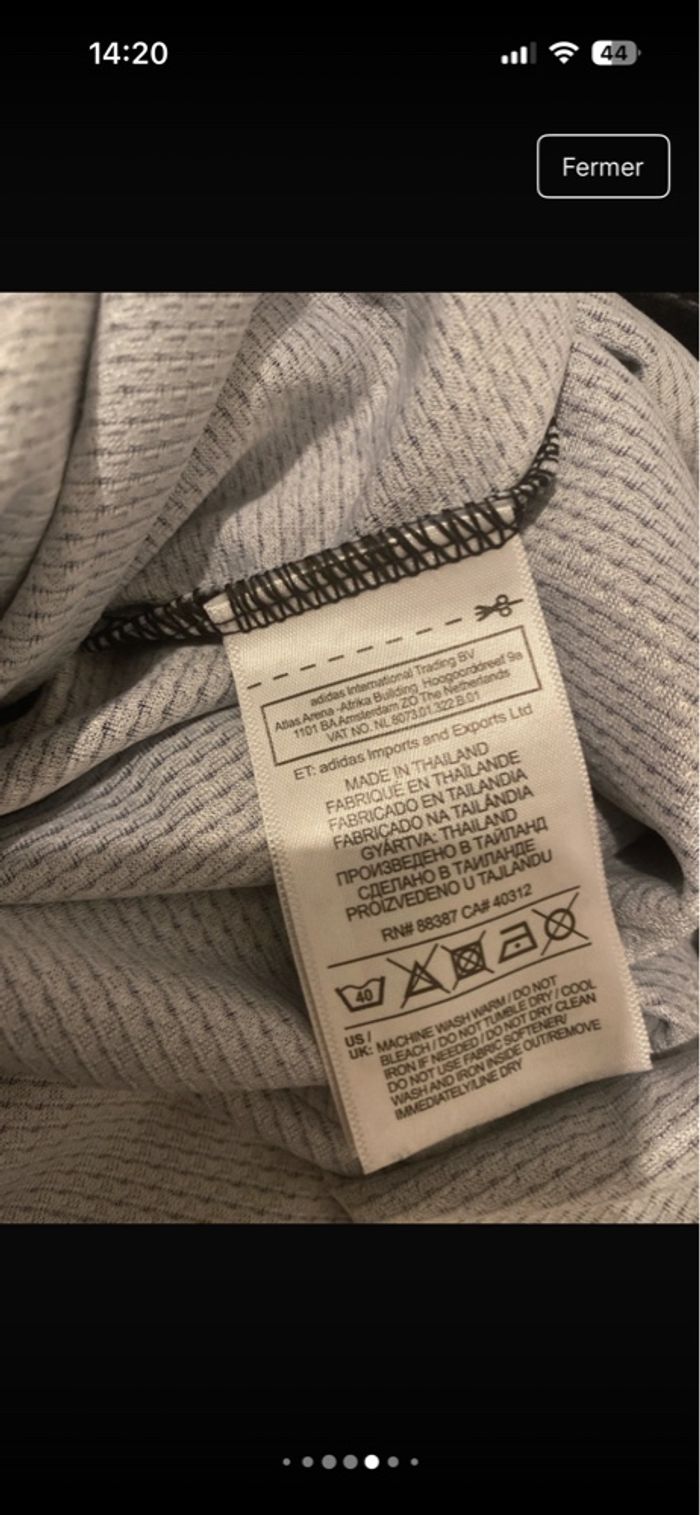 14:20
44
Fermer
adidas International Trading BV
Atlas Arena -Afrika Building Hoogoorddreef 9a
1101 BA Amsterdam ZO The Netherlands
VAT NO. NL 8073.01.322.B.01
ET: adidas Imports and Exports Ltd
MADE IN THAILAND
FABRIQUÉ EN THAÏLANDE
FABRICADO EN TAILANDIA
FABRICADO NA TAILÂNDIA
GYÁRTVA: THAILAND
ПРОИЗВЕДЕНО В ТАЙЛАНД
СДЕЛАНО В ТАИЛАНДЕ
PROIZVEDENO U TAJLANDU
RN# 88387 CA# 40312
40
US /
UK: MACHINE WASH WARM / DO NOT
BLEACH / DO NOT TUMBLE DRY / COOL
IRON IF NEEDED / DO NOT DRY CLEAN
DO NOT USE FABRIC SOFTENER/
WASH AND IRON INSIDE OUT/REMOVE
IMMEDIATELY/LINE DRY